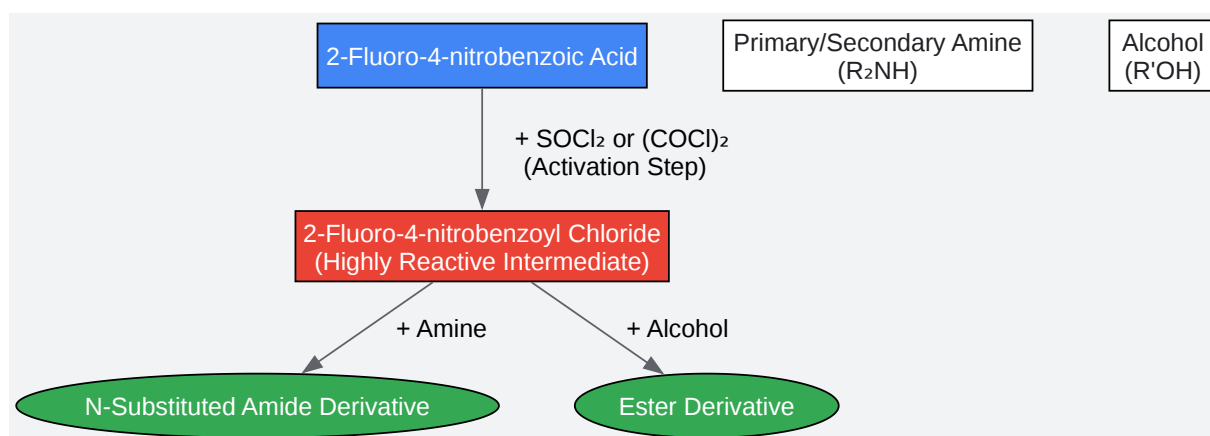 2-Fluoro-4-nitrobenzoic Acid
Primary/Secondary Amine
(R₂NH)
Alcohol
(R'OH)
+ SOCl₂ or (COCl)₂
(Activation Step)
2-Fluoro-4-nitrobenzoyl Chloride
(Highly Reactive Intermediate)
+ Amine
+ Alcohol
N-Substituted Amide Derivative
Ester Derivative